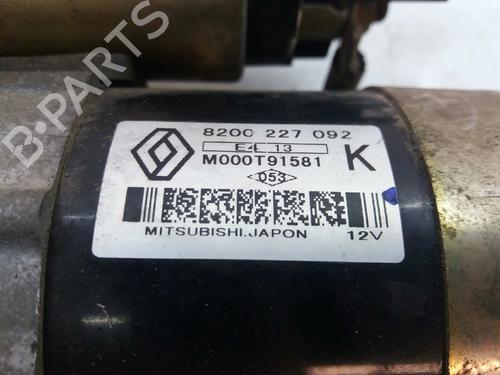 8200 227 092
E4 13
M000T91581 K
053
MITSUBISHI.JAPON 12V
B-PARTS